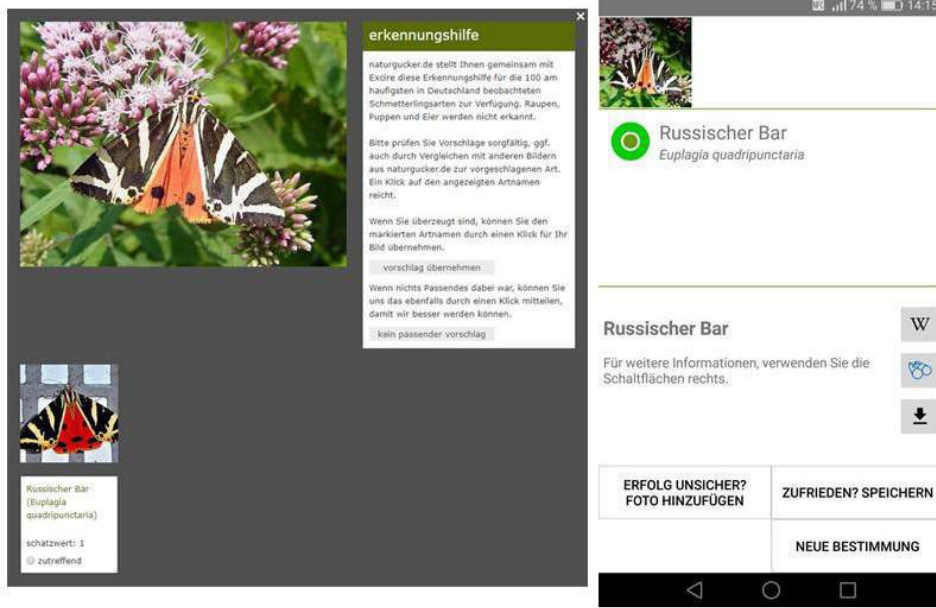 erkennungshilfe
naturgucker.de stellt Ihnen gemeinsam mit
Excire diese Erkennungshilfe für die 100 am
haufigsten in Deutschland beobachteten
Schmetterlingsarten zur Verfügung. Raupen,
Puppen und Eier werden nicht erkannt.
Bitte prüfen Sie Vorschläge sorgfältig, ggf.
auch durch Vergleichen mit anderen Bildern
aus naturgucker.de zur vorgeschlagenen Art.
Ein Klick auf den angezeigten Artnamen
reicht.
Wenn Sie überzeugt sind, können Sie den
markierten Artnamen durch einen Klick für Ihr
Bild übernehmen.
vorschlag übernehmen
Wenn nichts Passendes dabei war, können Sie
uns das ebenfalls durch einen Klick mitteilen,
damit wir besser werden können.
kein passender vorschlag
Russischer Bär
(Euplagia
quadripunctaria)
schätzwert: 1
zutreffend
74 % 14:15
Russischer Bar
Euplagia quadripunctaria
Russischer Bar
W
Für weitere Informationen, verwenden Sie die
Schaltflächen rechts.
ERFOLG UNSICHER?
FOTO HINZUFÜGEN
ZUFRIEDEN? SPEICHERN
NEUE BESTIMMUNG